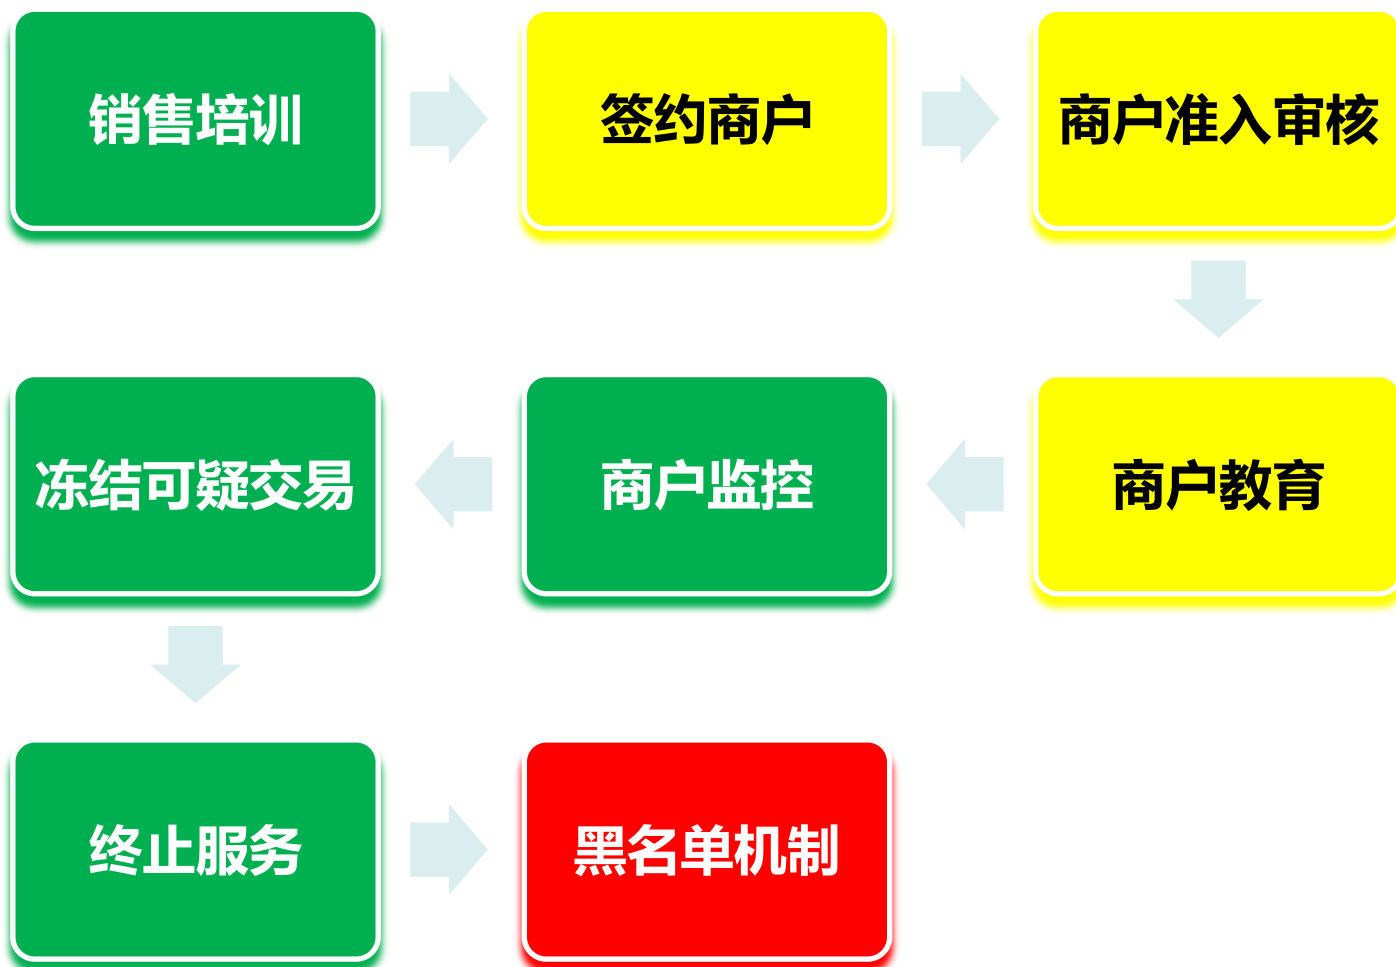 销售培训
签约商户
商户准入审核
冻结可疑交易
商户监控
商户教育
终止服务
黑名单机制